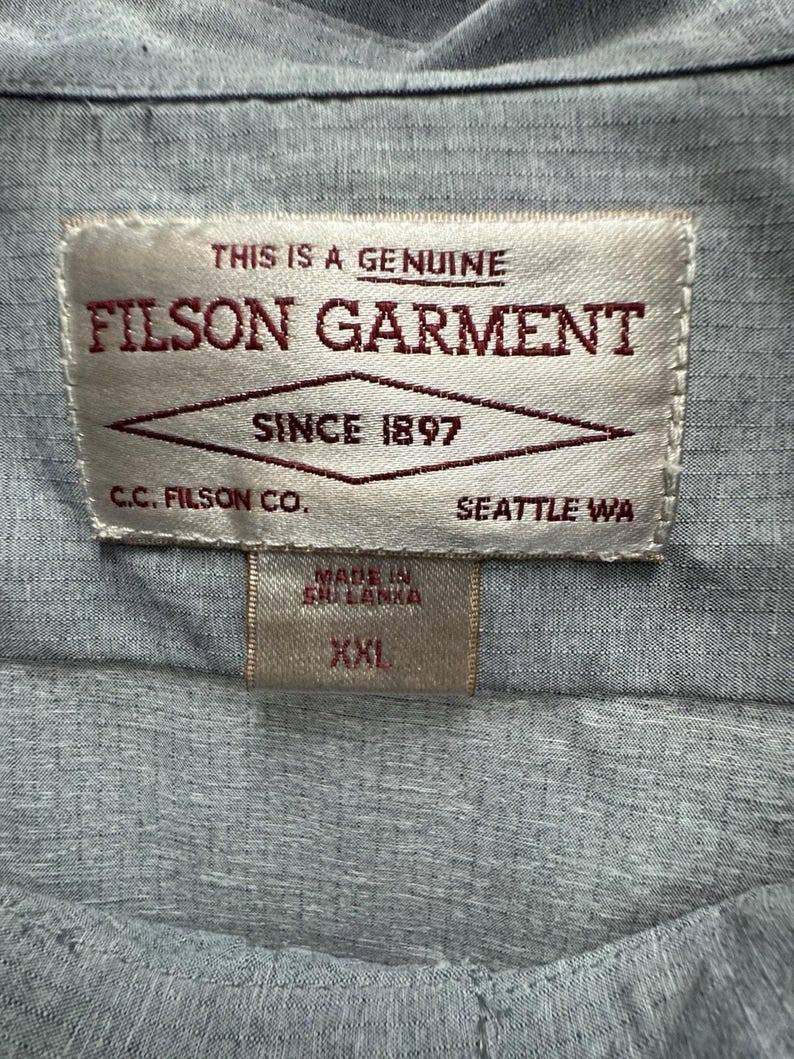 THIS IS A GENUINE
FILSON GARMENT
SINCE 1897
C.C. FILSON CO. SEATTLE WA
MADE IN
SRI LANKA
XXL